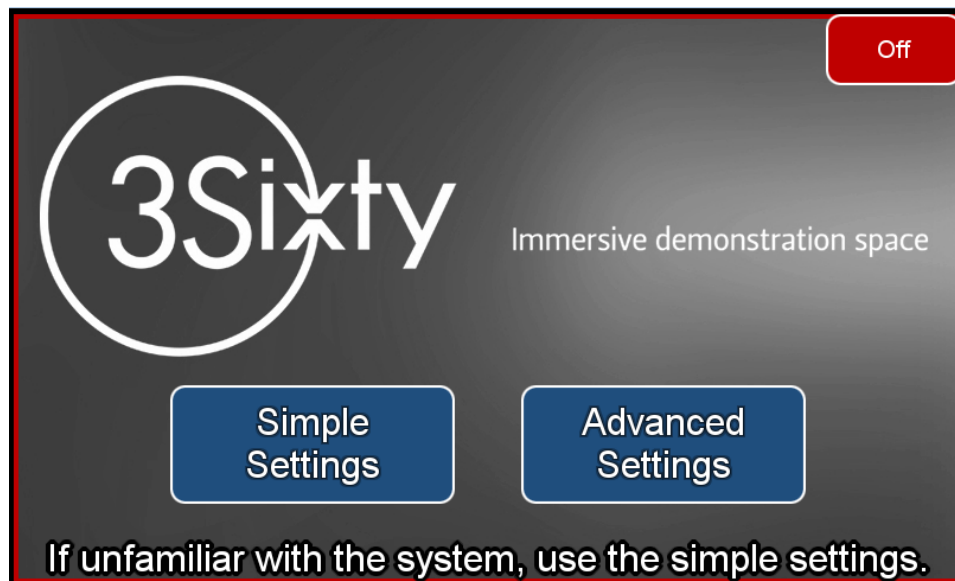 Off
3Sixty
Immersive demonstration space
Simple
Settings
Advanced
Settings
If unfamiliar with the system, use the simple settings.